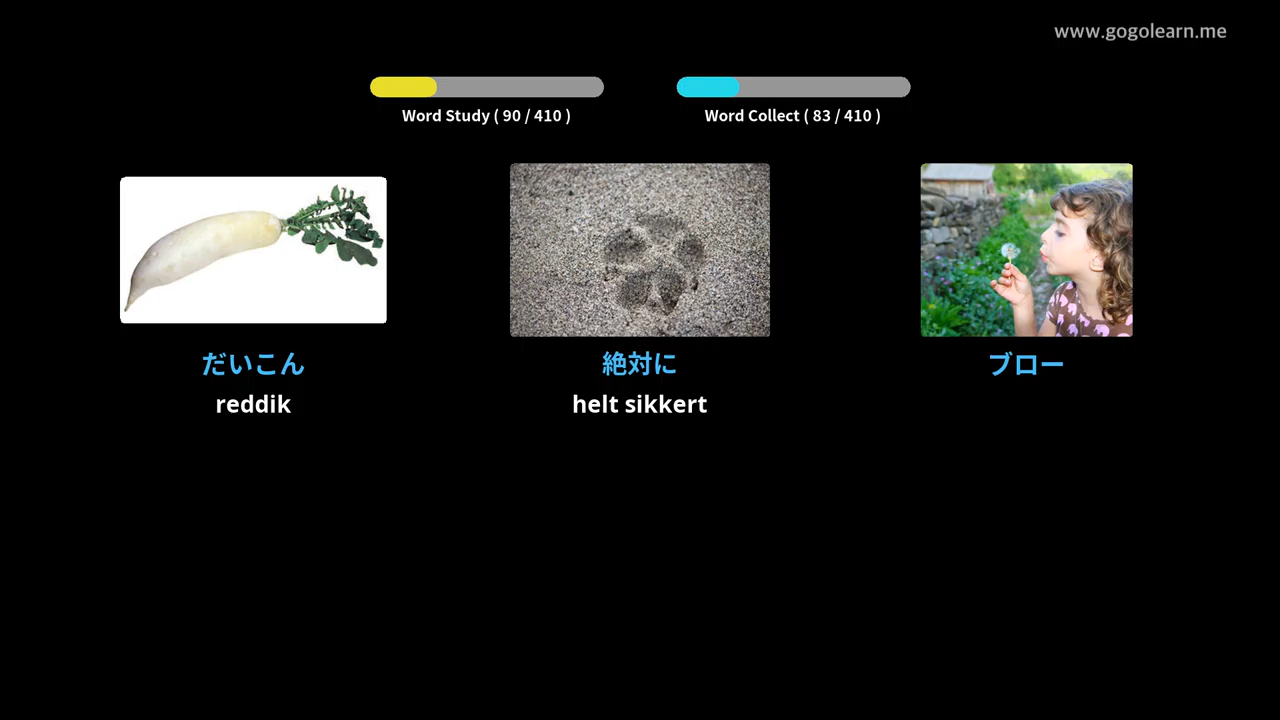 www.gogolearn.me
Word Study ( 90 / 410 )
Word Collect ( 83 / 410 )
だいこん
reddik
絶対に
helt sikkert
ブロー